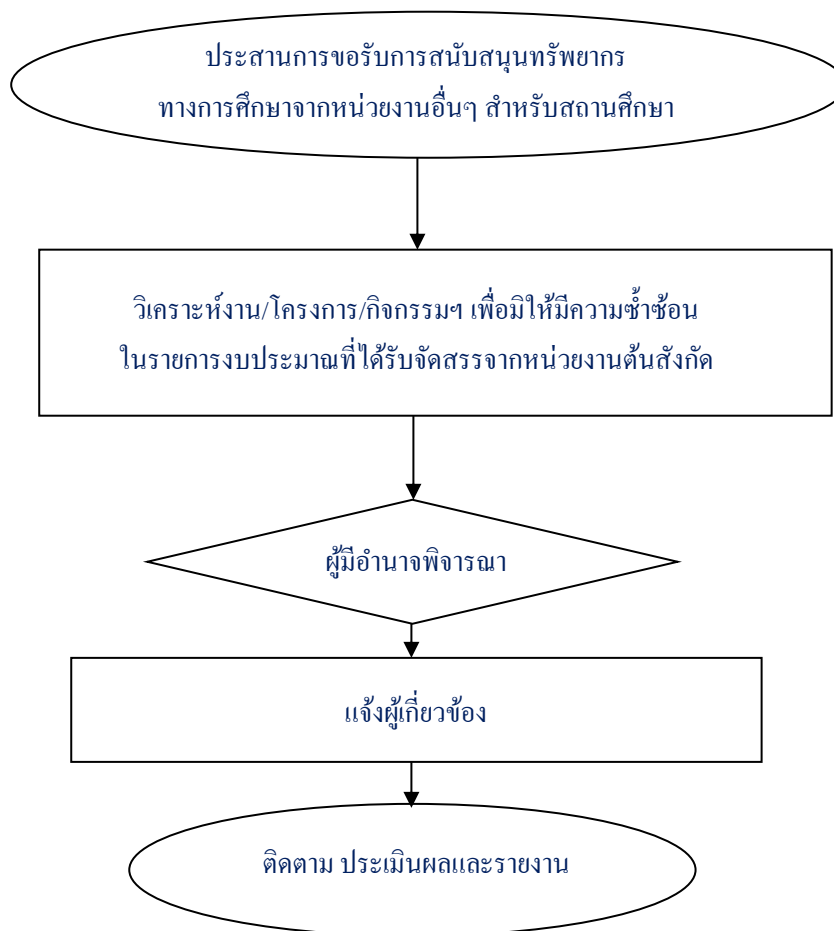 ประสานการขอรับการสนับสนุนทรัพยากร
ทางการศึกษาจากหน่วยงานอื่นๆ สำหรับสถานศึกษา
วิเคราะห์งาน/โครงการ/กิจกรรมฯ เพื่อมิให้มีความซ้ำซ้อน
ในรายการงบประมาณที่ได้รับจัดสรรจากหน่วยงานต้นสังกัด
ผู้มีอำนาจพิจารณา
แจ้งผู้เกี่ยวข้อง
ติดตาม ประเมินผลและรายงาน